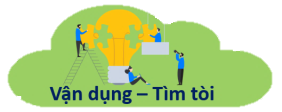 Vận dụng – Tìm tòi